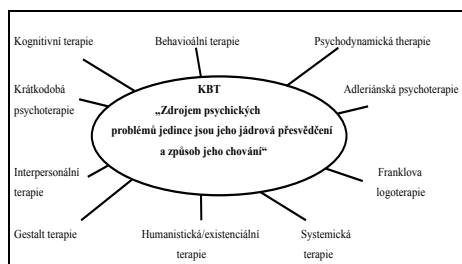 Kognitivní terapie
Behavioální terapie
Psychodynamická therapie
Krátkodobá
psychoterapie
KBT
„Zdrojem psychických
problémů jedince jsou jeho jádrová přesvědčení
a způsob jeho chování“
Adleriánská psychoterapie
Interpersonální
terapie
Franklova
logoterapie
Gestalt terapie
Humanistická/existenciální
terapie
Systemická
terapie